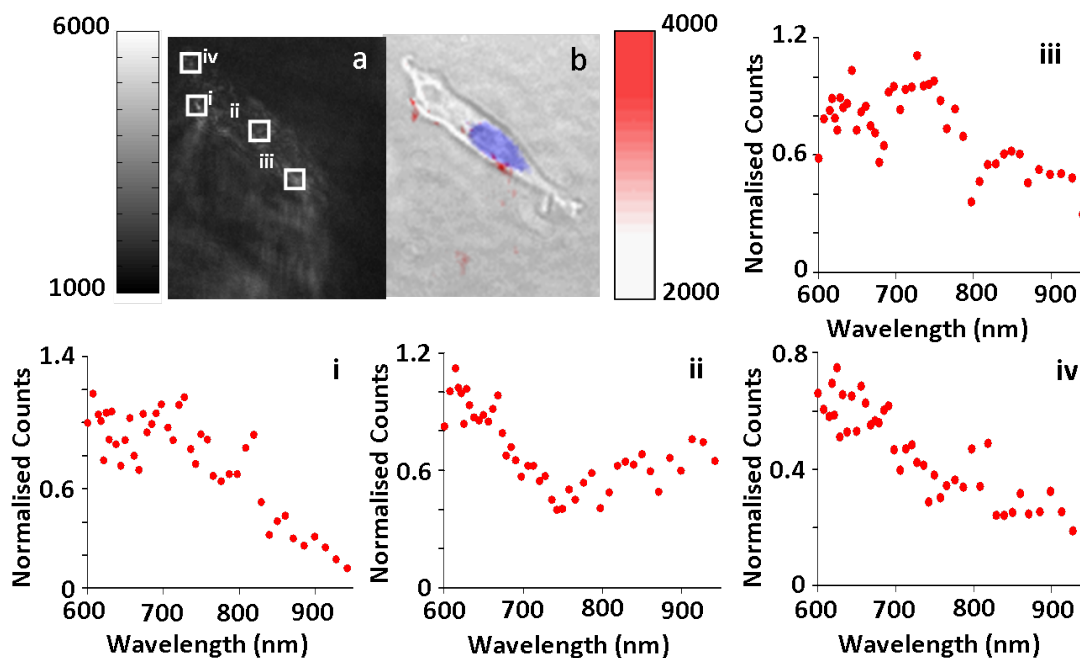 6000
1000
a
iv
i
ii
iii
b
4000
2000
iii
Normalised Counts
1.2
0.6
0
600 700 800 900
Wavelength (nm)
i
Normalised Counts
1.4
0.6
0
600 700 800 900
Wavelength (nm)
ii
Normalised Counts
1.2
0.6
0
600 700 800 900
Wavelength (nm)
iv
Normalised Counts
0.8
0.4
0
600 700 800 900
Wavelength (nm)